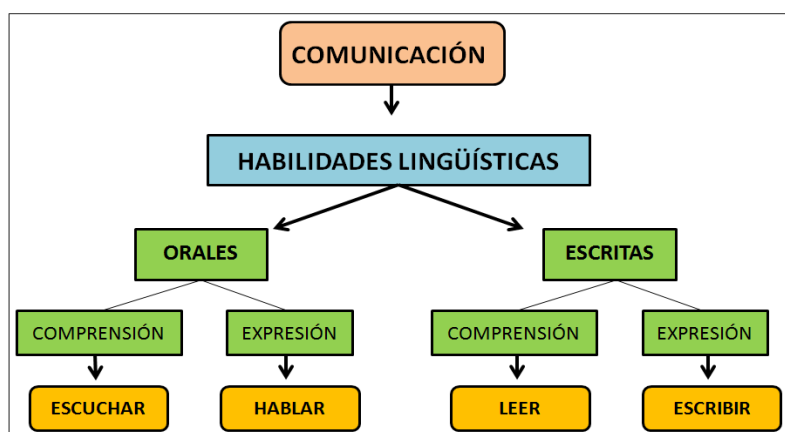 COMUNICACIÓN
HABILIDADES LINGÜÍSTICAS
ORALES
ESCRITAS
COMPRENSIÓN
EXPRESIÓN
COMPRENSIÓN
EXPRESIÓN
ESCUCHAR
HABLAR
LEER
ESCRIBIR